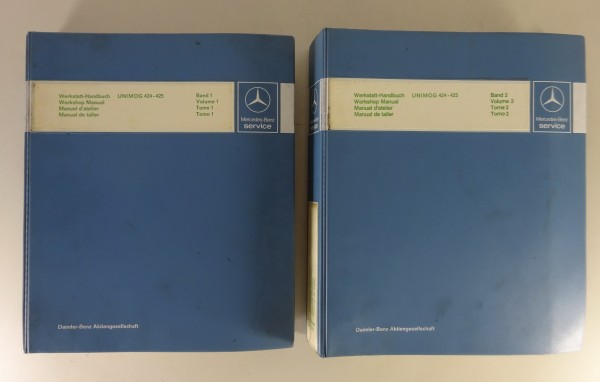 Werkstatt-Handbuch UNIMOG 424-425 Band 1
Workshop Manual Volume 1
Manuel d'atelier Tome 1
Manual de taller Tomo 1
Mercedes-Benz
service
Daimler-Benz Aktiengesellschaft
Werkstatt-Handbuch UNIMOG 424-425 Band 2
Workshop Manual Volume 2
Manuel d'atelier Tome 2
Manual de taller Tomo 2
Mercedes-Benz
service
Daimler-Benz Aktiengesellschaft